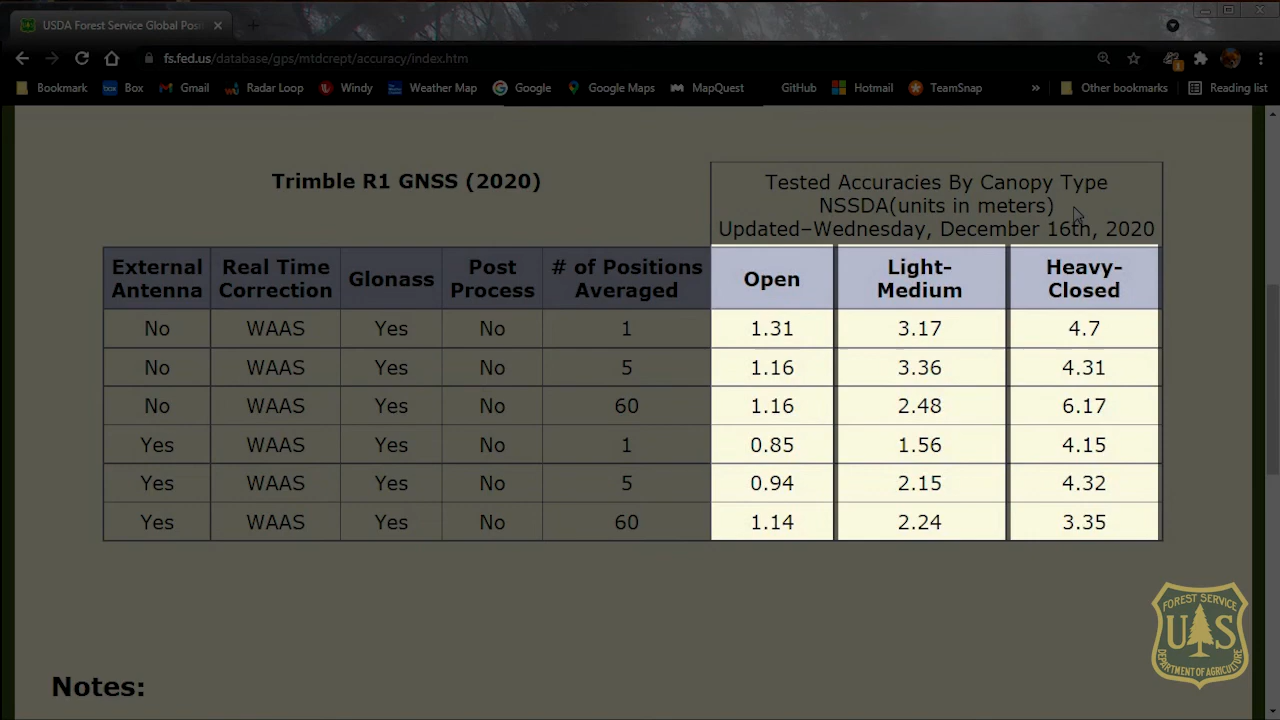 USDA Forest Service Global Posi
fs.fed.us/database/gps/mtdcrept/accuracy/index.htm
Bookmark Box Gmail Radar Loop Windy Weather Map Google Google Maps MapQuest GitHub Hotmail TeamSnap » Other bookmarks Reading list
Trimble R1 GNSS (2020)
Tested Accuracies By Canopy Type
NSSDA(units in meters)
Updated–Wednesday, December 16th, 2020
External Antenna Real Time Correction Glonass Post Process # of Positions Averaged Open Light-Medium Heavy-Closed
No WAAS Yes No 1 1.31 3.17 4.7
No WAAS Yes No 5 1.16 3.36 4.31
No WAAS Yes No 60 1.16 2.48 6.17
Yes WAAS Yes No 1 0.85 1.56 4.15
Yes WAAS Yes No 5 0.94 2.15 4.32
Yes WAAS Yes No 60 1.14 2.24 3.35
Notes:
FOREST SERVICE
U S
DEPARTMENT OF AGRICULTURE